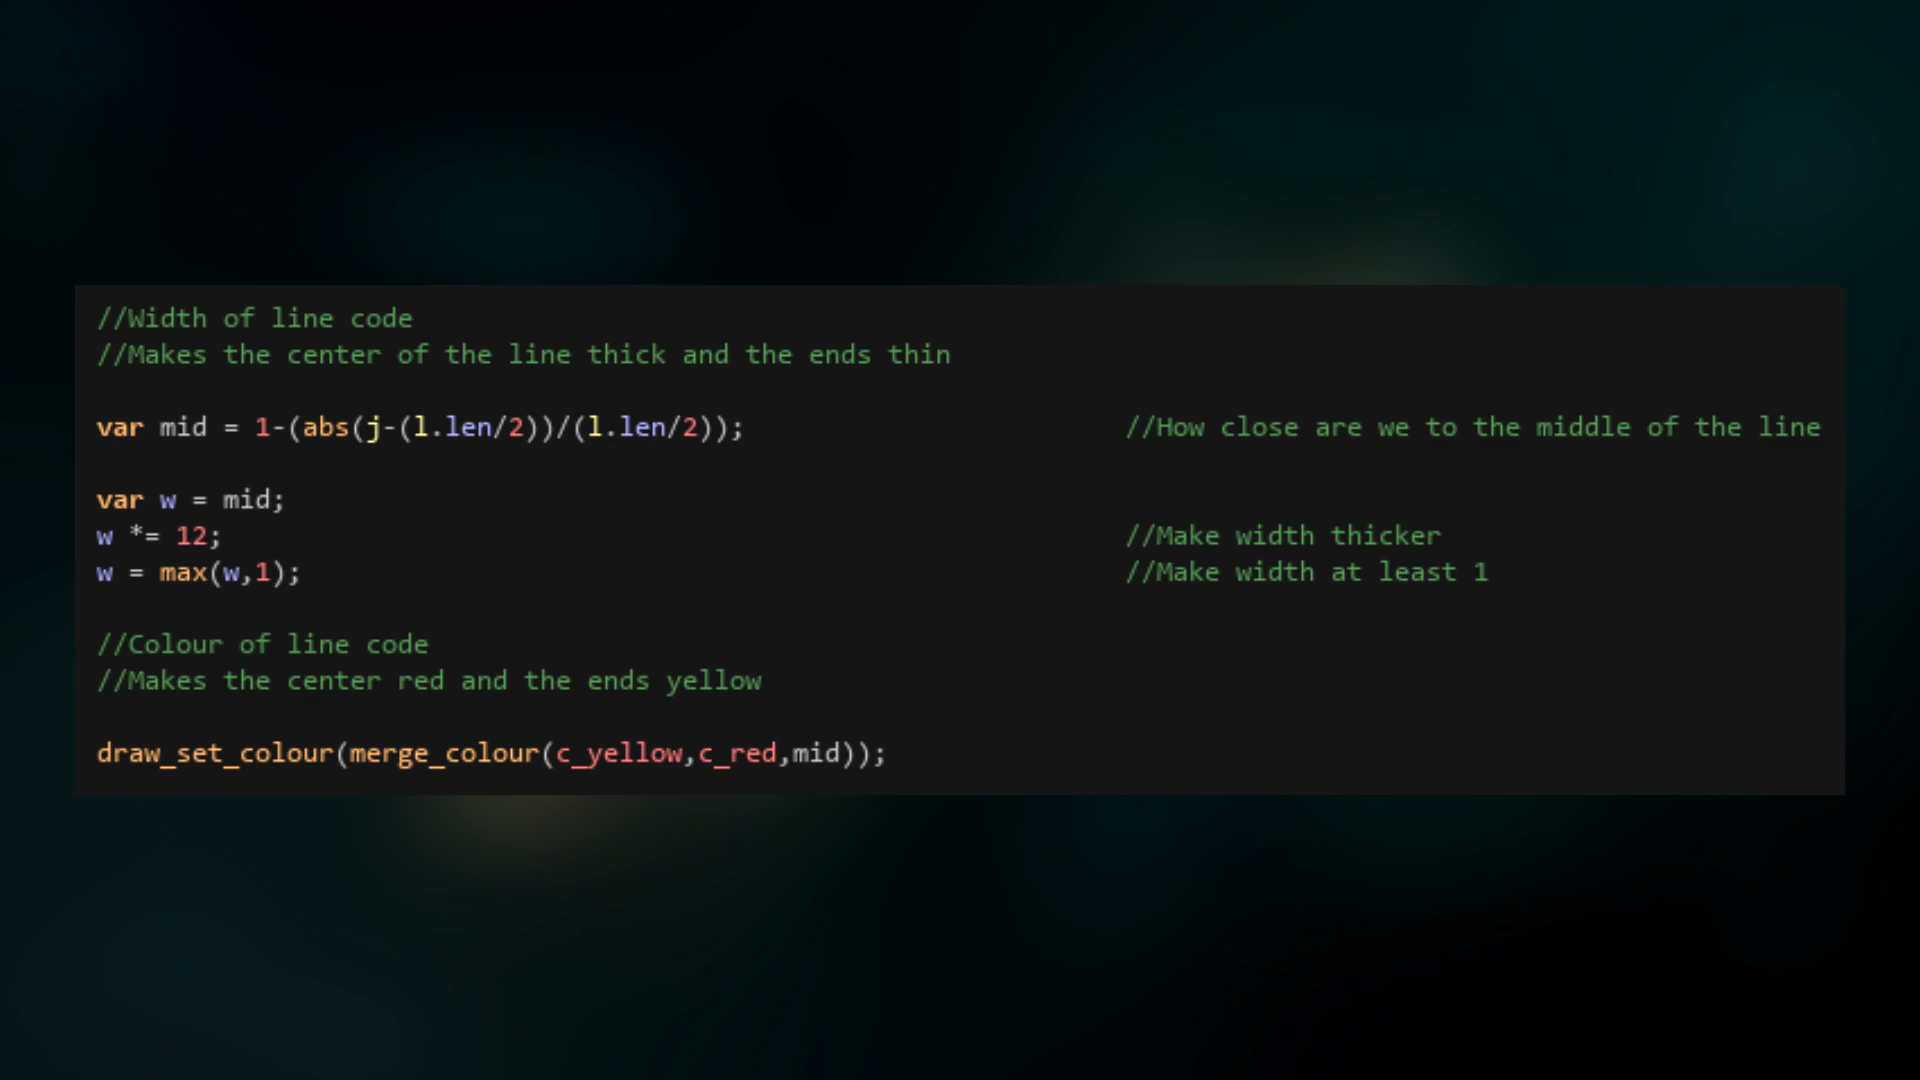 //Width of line code
//Makes the center of the line thick and the ends thin
var mid = 1-(abs(j-(l.len/2))/(l.len/2)); //How close are we to the middle of the line
var w = mid;
w *= 12; //Make width thicker
w = max(w,1); //Make width at least 1
//Colour of line code
//Makes the center red and the ends yellow
draw_set_colour(merge_colour(c_yellow,c_red,mid));